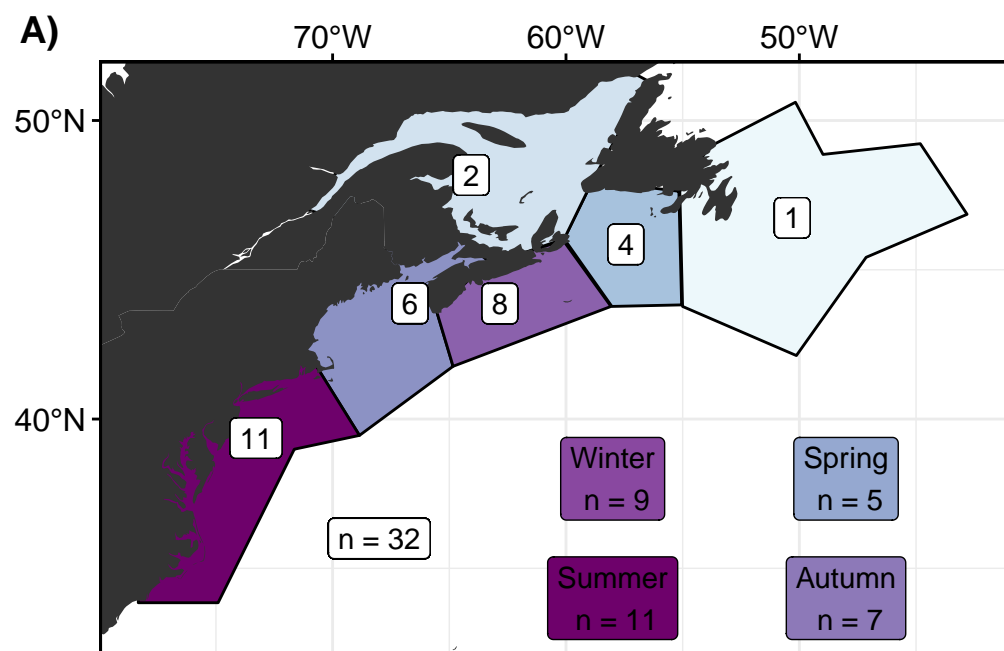 A)
70°W 60°W 50°W
50°N
2
1
4
6 8
40°N
11
Winter
n = 9
Spring
n = 5
n = 32
Summer
n = 11
Autumn
n = 7